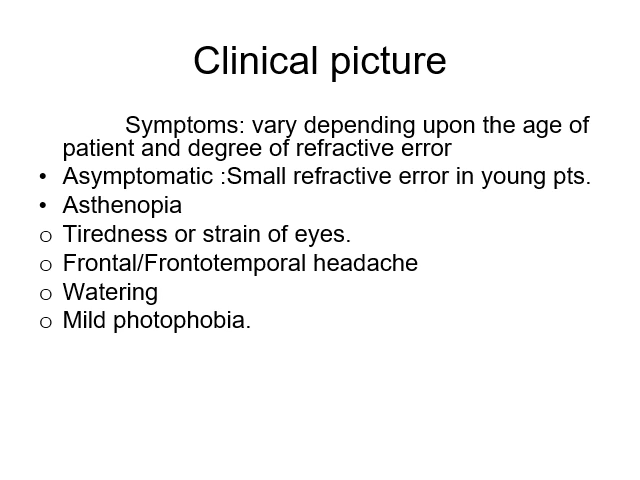 Clinical picture
Symptoms: vary depending upon the age of
patient and degree of refractive error
• Asymptomatic :Small refractive error in young pts.
• Asthenopia
o Tiredness or strain of eyes.
o Frontal/Frontotemporal headache
o Watering
o Mild photophobia.